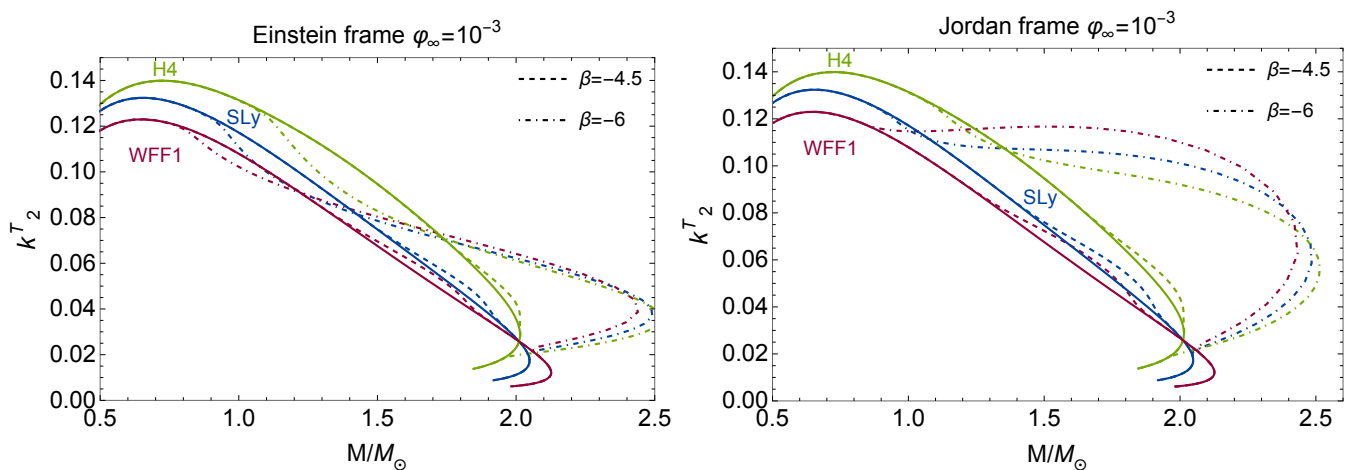 Einstein frame φ∞=10⁻³
0.14
0.12
0.10
0.08
0.06
0.04
0.02
0.00
kᵀ₂
H4
SLy
WFF1
β=−4.5
β=−6
0.5 1.0 1.5 2.0 2.5
M/M⊙
Jordan frame φ∞=10⁻³
0.14
0.12
0.10
0.08
0.06
0.04
0.02
0.00
kᵀ₂
H4
WFF1
SLy
β=−4.5
β=−6
0.5 1.0 1.5 2.0 2.5
M/M⊙